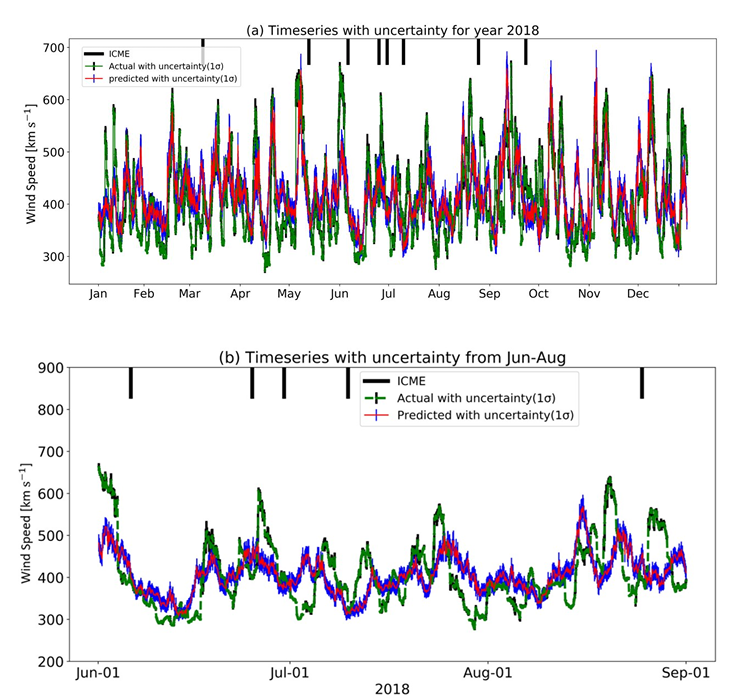 (a) Timeseries with uncertainty for year 2018
700
600
500
400
300
Wind Speed [km s⁻¹]
ICME
Actual with uncertainty(1σ)
predicted with uncertainty(1σ)
Jan Feb Mar Apr May Jun Jul Aug Sep Oct Nov Dec
(b) Timeseries with uncertainty from Jun-Aug
900
800
700
600
500
400
300
200
Wind Speed [km s⁻¹]
ICME
Actual with uncertainty(1σ)
Predicted with uncertainty(1σ)
Jun-01 Jul-01 Aug-01 Sep-01
2018